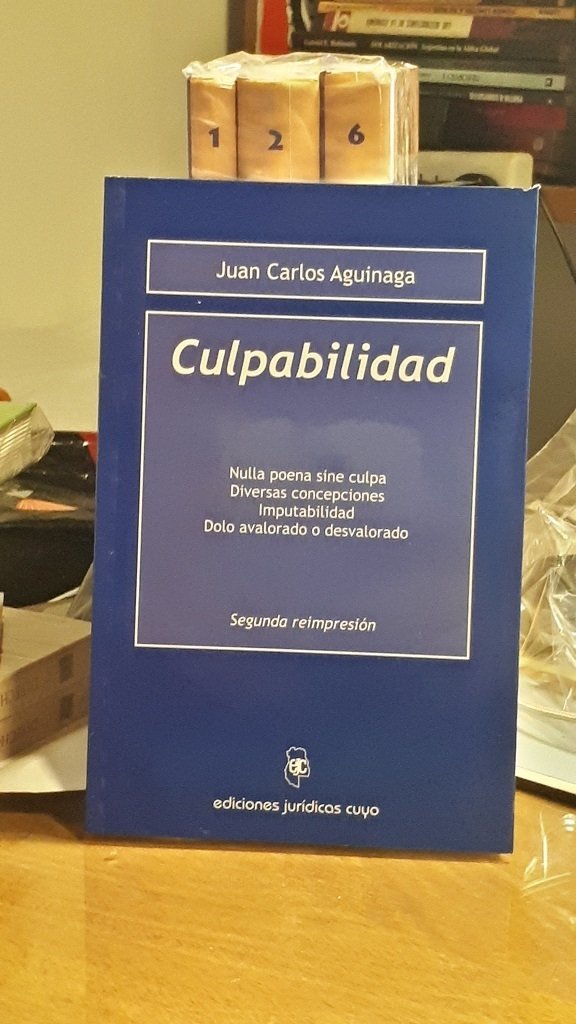 1
2
6
Juan Carlos Aguinaga
Culpabilidad
Nulla poena sine culpa
Diversas concepciones
Imputabilidad
Dolo avalorado o desvalorado
Segunda reimpresión
ejc
ediciones jurídicas cuyo